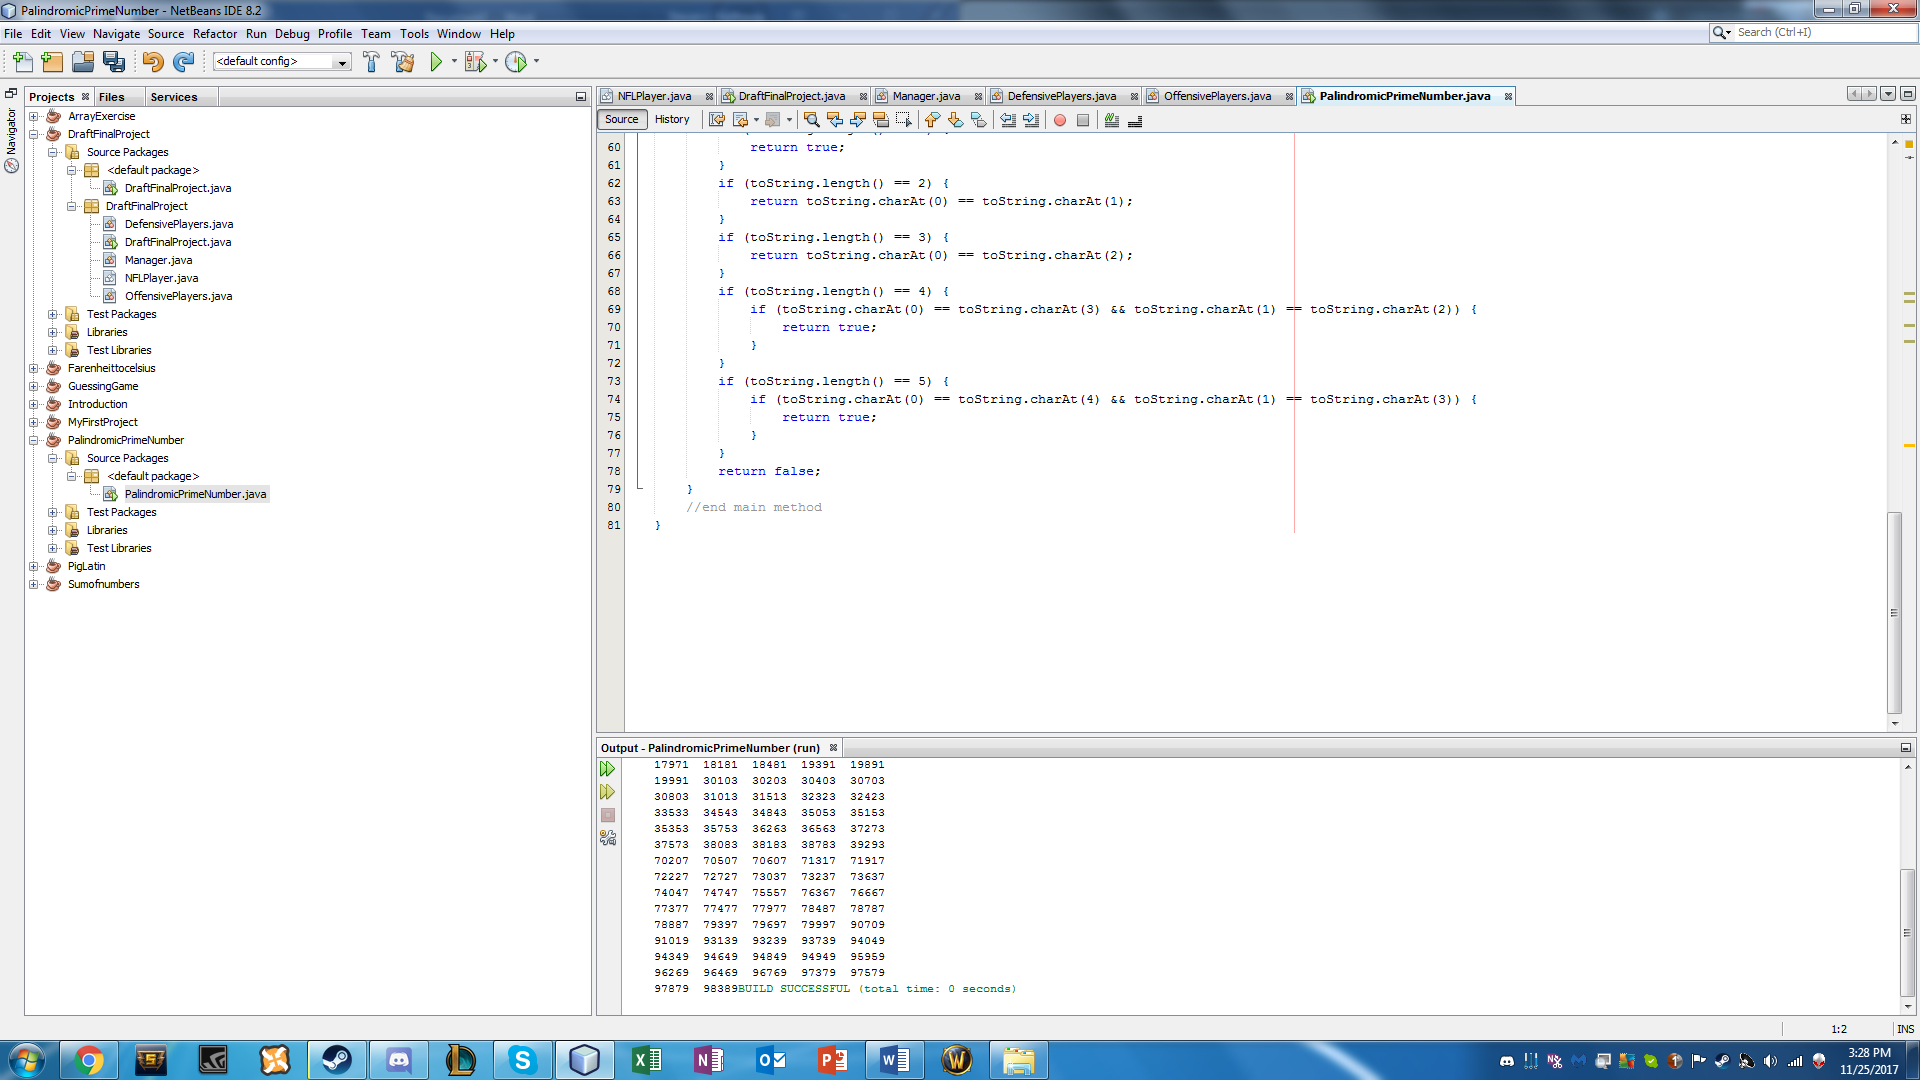 PalindromicPrimeNumber - NetBeans IDE 8.2
File Edit View Navigate Source Refactor Run Debug Profile Team Tools Window Help
Search (Ctrl+I)
<default config>
Navigator
Projects Files Services
ArrayExercise
DraftFinalProject
Source Packages
<default package>
DraftFinalProject.java
DraftFinalProject
DefensivePlayers.java
DraftFinalProject.java
Manager.java
NFLPlayer.java
OffensivePlayers.java
Test Packages
Libraries
Test Libraries
Farenheittocelsius
GuessingGame
Introduction
MyFirstProject
PalindromicPrimeNumber
Source Packages
<default package>
PalindromicPrimeNumber.java
Test Packages
Libraries
Test Libraries
PigLatin
Sumofnumbers
NFLPlayer.java DraftFinalProject.java Manager.java DefensivePlayers.java OffensivePlayers.java PalindromicPrimeNumber.java
Source History
60 return true;
61 }
62 if (toString.length() == 2) {
63 return toString.charAt(0) == toString.charAt(1);
64 }
65 if (toString.length() == 3) {
66 return toString.charAt(0) == toString.charAt(2);
67 }
68 if (toString.length() == 4) {
69 if (toString.charAt(0) == toString.charAt(3) && toString.charAt(1) == toString.charAt(2)) {
70 return true;
71 }
72 }
73 if (toString.length() == 5) {
74 if (toString.charAt(0) == toString.charAt(4) && toString.charAt(1) == toString.charAt(3)) {
75 return true;
76 }
77 }
78 return false;
79 }
80 //end main method
81 }
Output - PalindromicPrimeNumber (run)
17971 18181 18481 19391 19891
19991 30103 30203 30403 30703
30803 31013 31513 32323 32423
33533 34543 34843 35053 35153
35353 35753 36263 36563 37273
37573 38083 38183 38783 39293
70207 70507 70607 71317 71917
72227 72727 73037 73237 73637
74047 74747 75557 76367 76667
77377 77477 77977 78487 78787
78887 79397 79697 79997 90709
91019 93139 93239 93739 94049
94349 94649 94849 94949 95959
96269 96469 96769 97379 97579
97879 98389BUILD SUCCESSFUL (total time: 0 seconds)
1:2 INS
3:28 PM
11/25/2017